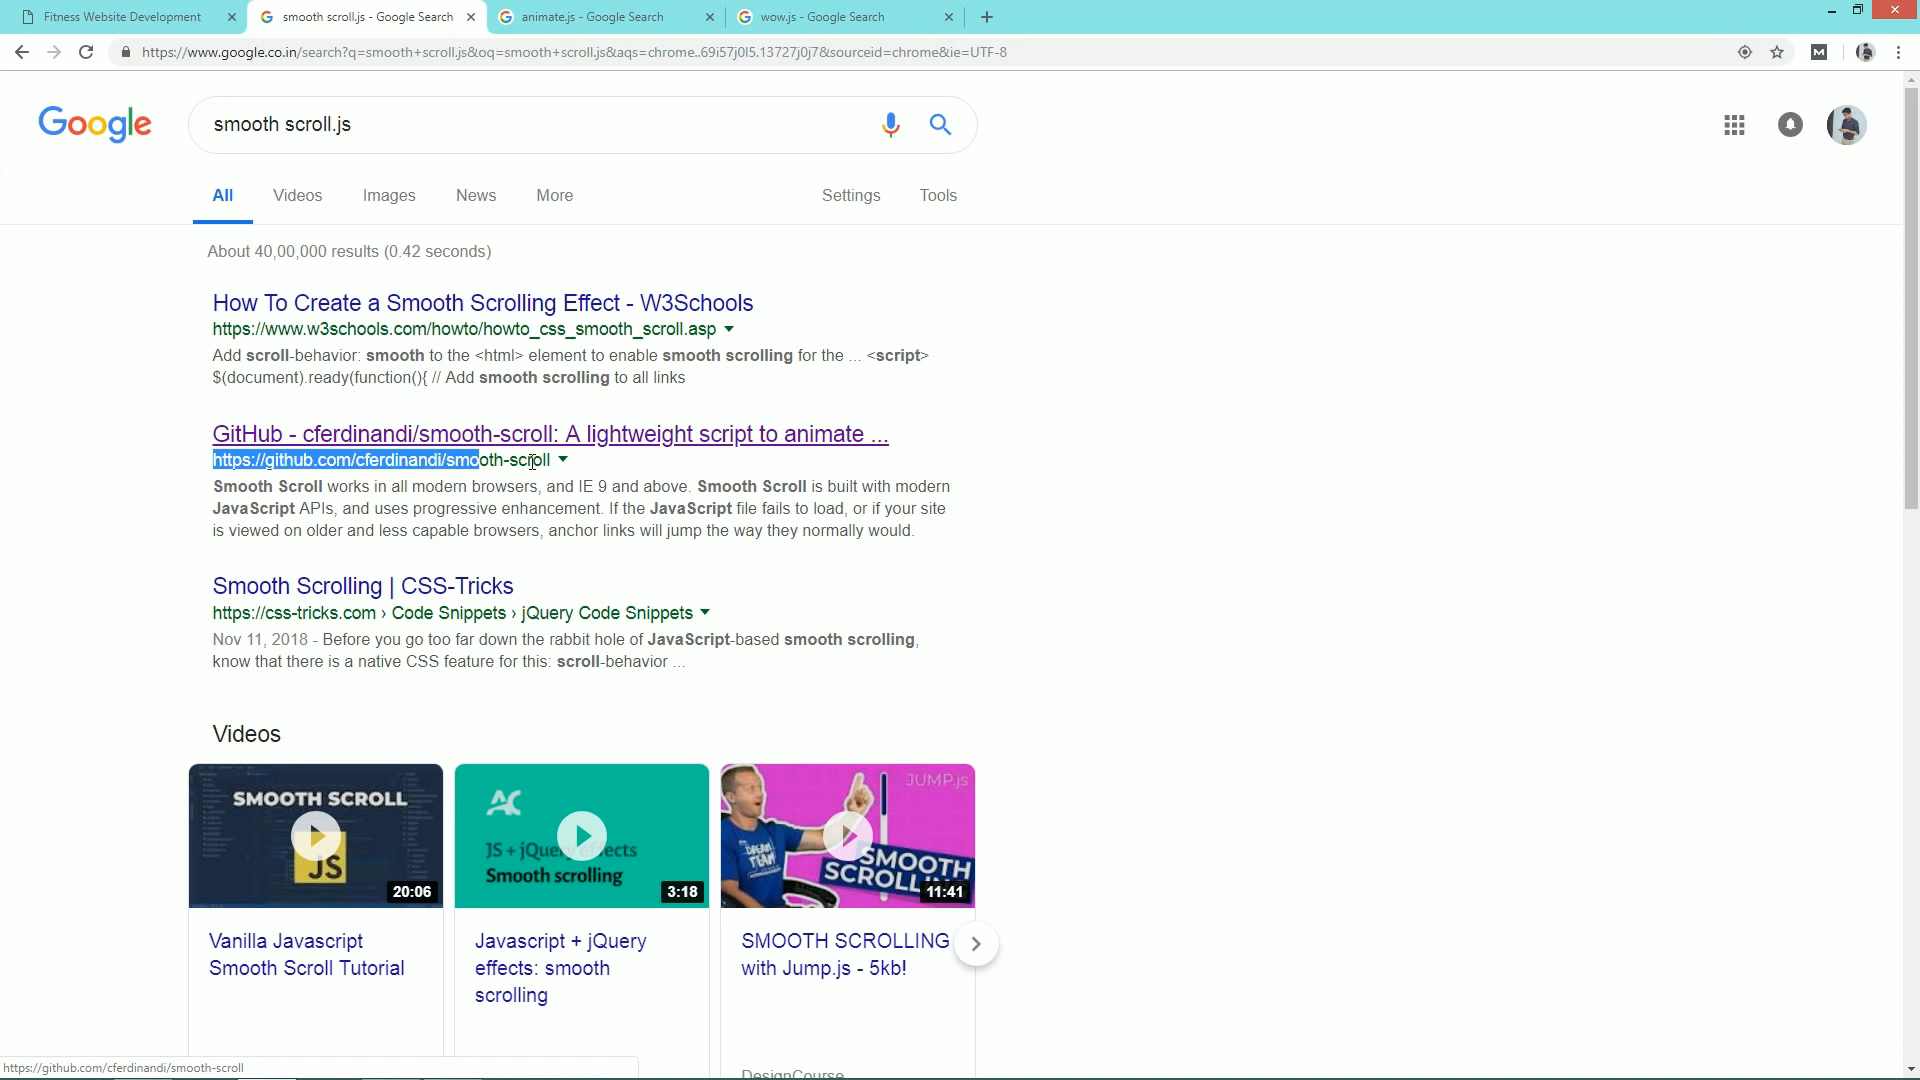 Fitness Website Development
smooth scroll.js - Google Search
animate.js - Google Search
wow.js - Google Search
https://www.google.co.in/search?q=smooth+scroll.js&oq=smooth+scroll.js&aqs=chrome..69i57j0l5.13727j0j7&sourceid=chrome&ie=UTF-8
M
Google
smooth scroll.js
All Videos Images News More Settings Tools
About 40,00,000 results (0.42 seconds)
How To Create a Smooth Scrolling Effect - W3Schools
https://www.w3schools.com/howto/howto_css_smooth_scroll.asp
Add scroll-behavior: smooth to the <html> element to enable smooth scrolling for the ... <script>
$(document).ready(function(){ // Add smooth scrolling to all links
GitHub - cferdinandi/smooth-scroll: A lightweight script to animate ...
https://github.com/cferdinandi/smooth-scroll
Smooth Scroll works in all modern browsers, and IE 9 and above. Smooth Scroll is built with modern
JavaScript APIs, and uses progressive enhancement. If the JavaScript file fails to load, or if your site
is viewed on older and less capable browsers, anchor links will jump the way they normally would.
Smooth Scrolling | CSS-Tricks
https://css-tricks.com › Code Snippets › jQuery Code Snippets
Nov 11, 2018 - Before you go too far down the rabbit hole of JavaScript-based smooth scrolling,
know that there is a native CSS feature for this: scroll-behavior ...
Videos
SMOOTH SCROLL
JS
20:06
AC
JS + jQuery effects
Smooth scrolling
3:18
JUMP.js
DREAM
TEAM
SMOOTH
SCROLLIN
11:41
Vanilla Javascript
Smooth Scroll Tutorial
Javascript + jQuery
effects: smooth
scrolling
SMOOTH SCROLLING
with Jump.js - 5kb!
DesignCourse
https://github.com/cferdinandi/smooth-scroll